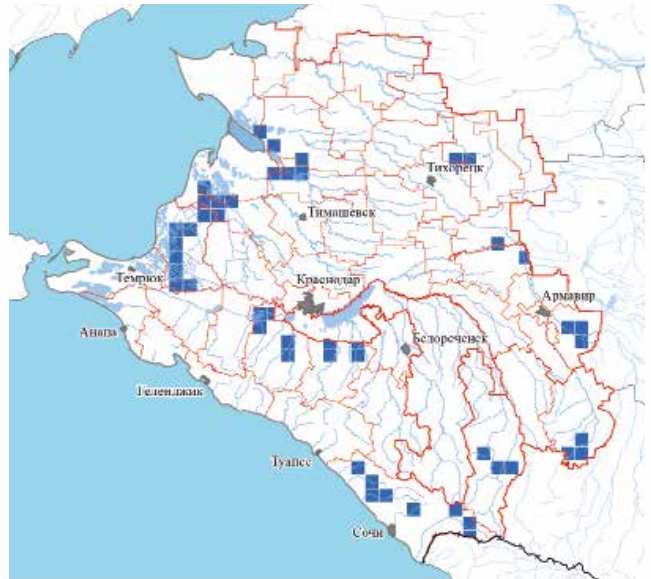 Тихорецк
Тимашевск
Темрюк
Краснодар
Армавир
Анапа
Белореченск
Геленджик
Туапсе
Сочи